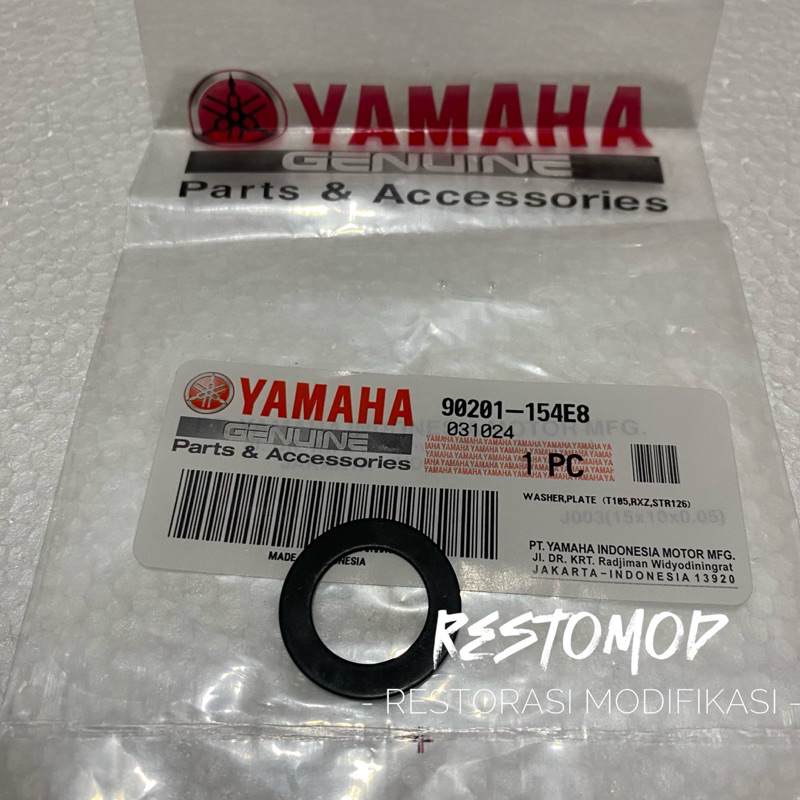 YAMAHA
GENUINE
Parts & Accessories
YAMAHA
GENUINE
Parts & Accessories
90201-154E8
031024
1 PC
WASHER,PLATE (T105,RXZ,STR126)
J003(15x10x0.05)
PT. YAMAHA INDONESIA MOTOR MFG.
Jl. DR. KRT. Radjiman Widyodiningrat
JAKARTA-INDONESIA 13920
MADE
RESTOMOD
- RESTORASI MODIFIKASI -